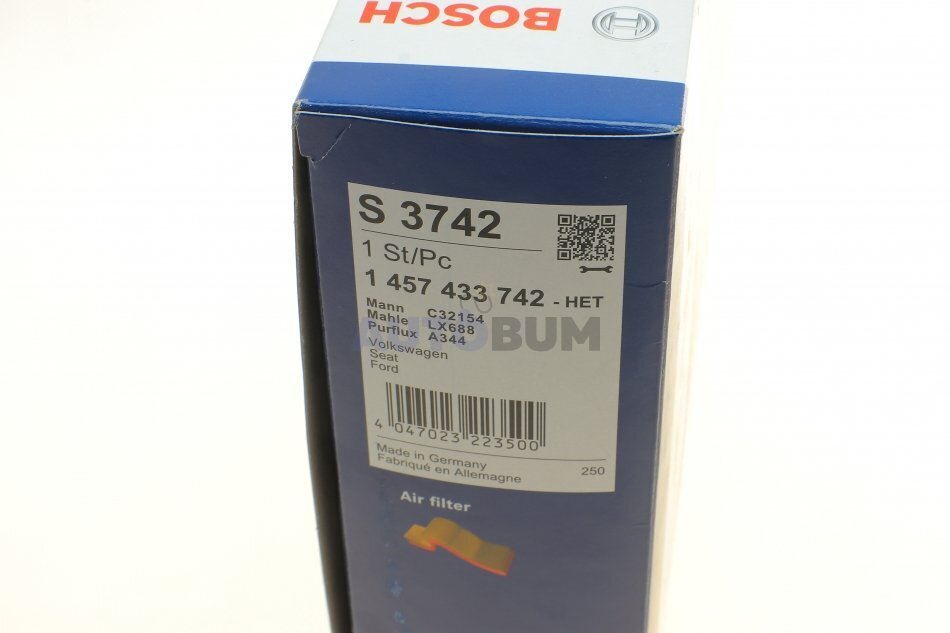 BOSCH
S 3742
1 St/Pc
1 457 433 742 - HET
Mann C32154
Mahle LX688
Purflux A344
AUTOBUM
Volkswagen
Seat
Ford
4 047023 223500
Made in Germany
Fabriqué en Allemagne
250
Air filter